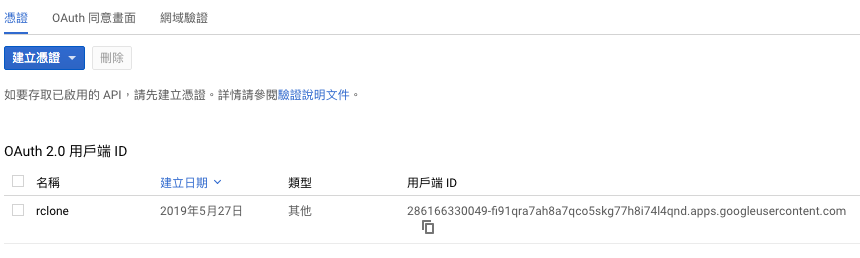 憑證 OAuth 同意畫面 網域驗證
建立憑證 刪除
如要存取已啟用的 API，請先建立憑證。詳情請參閱驗證說明文件。
OAuth 2.0 用戶端 ID
名稱 建立日期 類型 用戶端 ID
rclone 2019年5月27日 其他 286166330049-fi91qra7ah8a7qco5skg77h8i74l4qnd.apps.googleusercontent.com